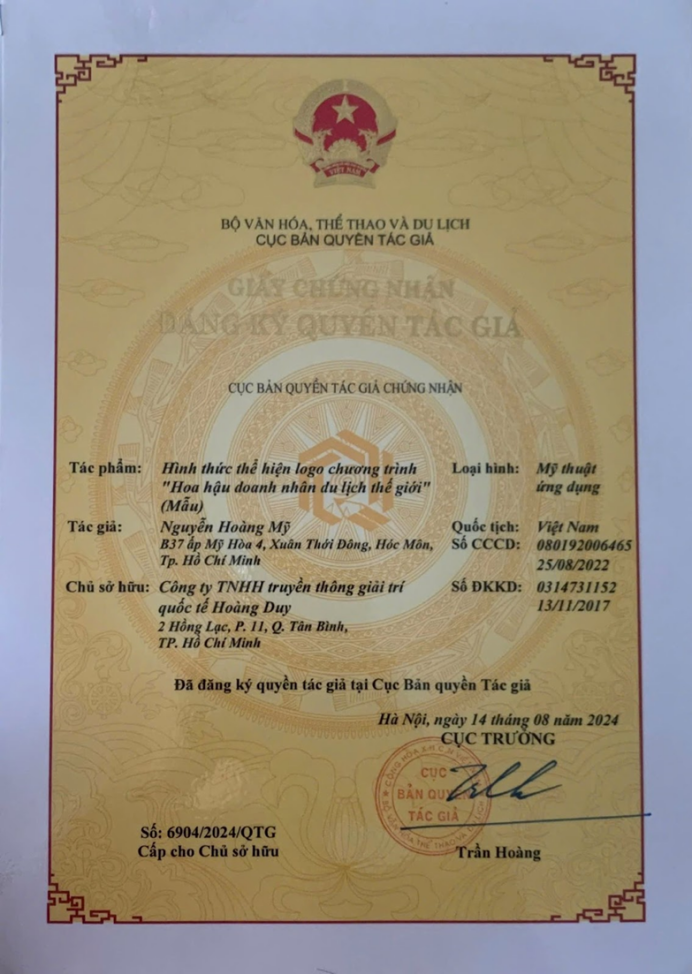 VIỆT NAM
BỘ VĂN HÓA, THỂ THAO VÀ DU LỊCH
CỤC BẢN QUYỀN TÁC GIẢ
GIẤY CHỨNG NHẬN
ĐĂNG KÝ QUYỀN TÁC GIẢ
CỤC BẢN QUYỀN TÁC GIẢ CHỨNG NHẬN
Tác phẩm: Hình thức thể hiện logo chương trình Loại hình: Mỹ thuật
"Hoa hậu doanh nhân du lịch thế giới" ứng dụng
(Mẫu)
Tác giả: Nguyễn Hoàng Mỹ Quốc tịch: Việt Nam
B37 ấp Mỹ Hòa 4, Xuân Thới Đông, Hóc Môn, Số CCCD: 080192006465
Tp. Hồ Chí Minh 25/08/2022
Chủ sở hữu: Công ty TNHH truyền thông giải trí Số ĐKKD: 0314731152
quốc tế Hoàng Duy 13/11/2017
2 Hồng Lạc, P. 11, Q. Tân Bình,
TP. Hồ Chí Minh
Đã đăng ký quyền tác giả tại Cục Bản quyền Tác giả
Hà Nội, ngày 14 tháng 08 năm 2024
CỤC TRƯỞNG
CỤC
BẢN QUYỀN
TÁC GIẢ
Số: 6904/2024/QTG
Cấp cho Chủ sở hữu Trần Hoàng